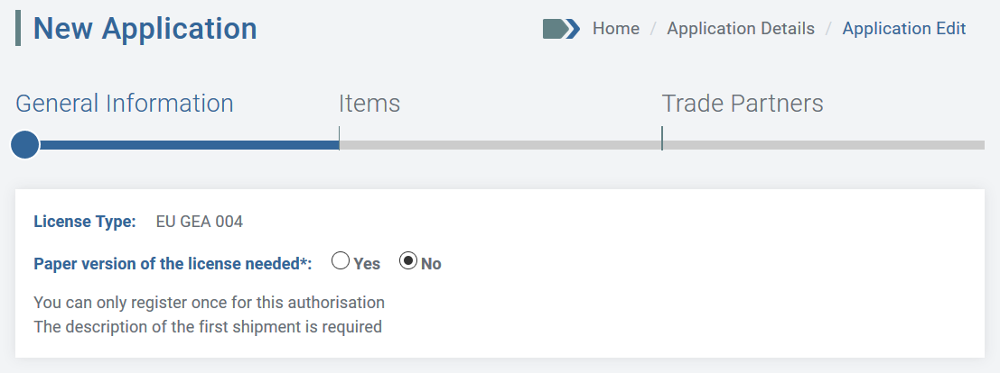 New Application
Home / Application Details / Application Edit
General Information
Items
Trade Partners
License Type: EU GEA 004
Paper version of the license needed*: Yes No
You can only register once for this authorisation
The description of the first shipment is required